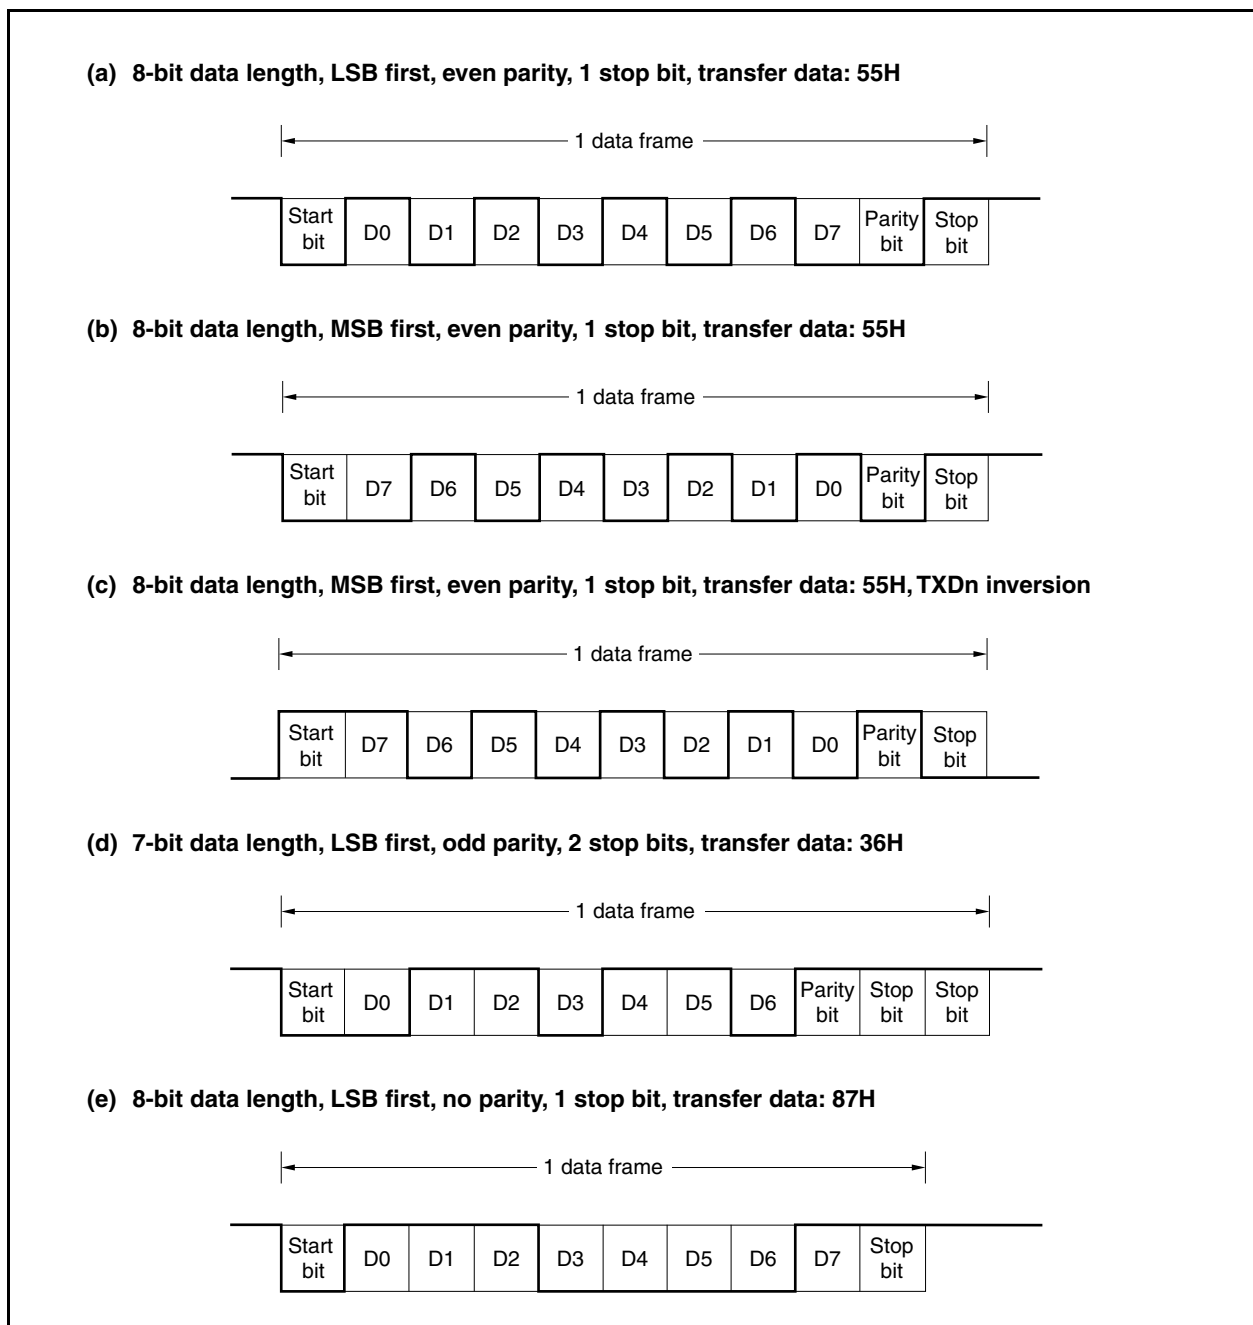 (a) 8-bit data length, LSB first, even parity, 1 stop bit, transfer data: 55H
1 data frame
Start bit D0 D1 D2 D3 D4 D5 D6 D7 Parity bit Stop bit
(b) 8-bit data length, MSB first, even parity, 1 stop bit, transfer data: 55H
1 data frame
Start bit D7 D6 D5 D4 D3 D2 D1 D0 Parity bit Stop bit
(c) 8-bit data length, MSB first, even parity, 1 stop bit, transfer data: 55H, TXDn inversion
1 data frame
Start bit D7 D6 D5 D4 D3 D2 D1 D0 Parity bit Stop bit
(d) 7-bit data length, LSB first, odd parity, 2 stop bits, transfer data: 36H
1 data frame
Start bit D0 D1 D2 D3 D4 D5 D6 Parity bit Stop bit Stop bit
(e) 8-bit data length, LSB first, no parity, 1 stop bit, transfer data: 87H
1 data frame
Start bit D0 D1 D2 D3 D4 D5 D6 D7 Stop bit